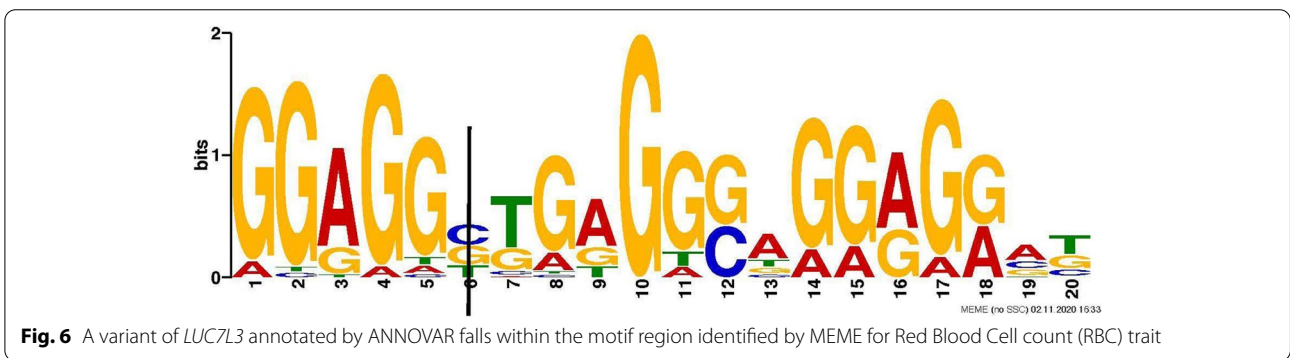 2
bits
1
0
GGAGGCTGAGGGAGGAGGAT
AGTAGTGCAGATCGTGTATCGTAACTGCAGAAGACGTGC
1 2 3 4 5 6 7 8 9 10 11 12 13 14 15 16 17 18 19 20
MEME (no SSC) 02.11.2020 16:33
Fig. 6 A variant of LUC7L3 annotated by ANNOVAR falls within the motif region identified by MEME for Red Blood Cell count (RBC) trait